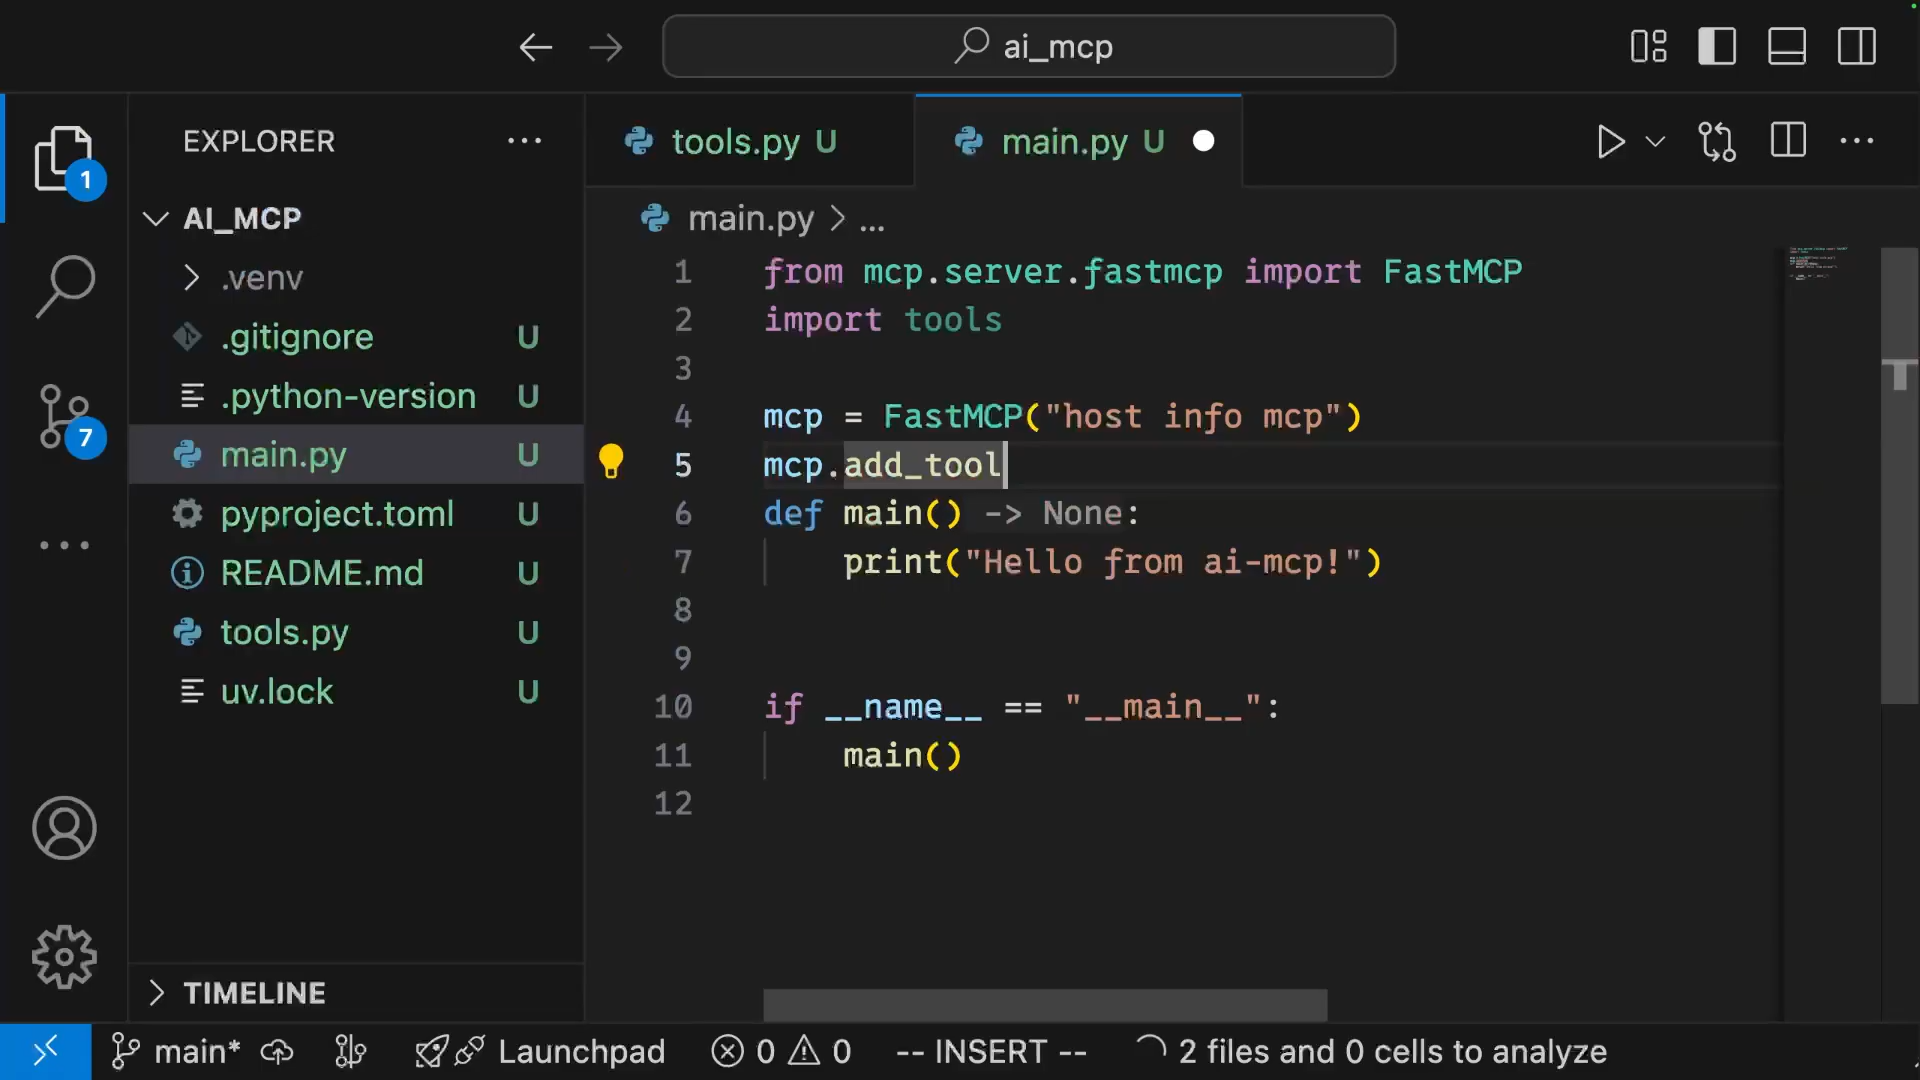 ai_mcp
EXPLORER
AI_MCP
.venv
.gitignore U
.python-version U
main.py U
pyproject.toml U
README.md U
tools.py U
uv.lock U
TIMELINE
1
7
tools.py U
main.py U
main.py > ...
1 from mcp.server.fastmcp import FastMCP
2 import tools
3
4 mcp = FastMCP("host info mcp")
5 mcp.add_tool
6 def main() -> None:
7 print("Hello from ai-mcp!")
8
9
10 if __name__ == "__main__":
11 main()
12
main* Launchpad 0 0 -- INSERT -- 2 files and 0 cells to analyze